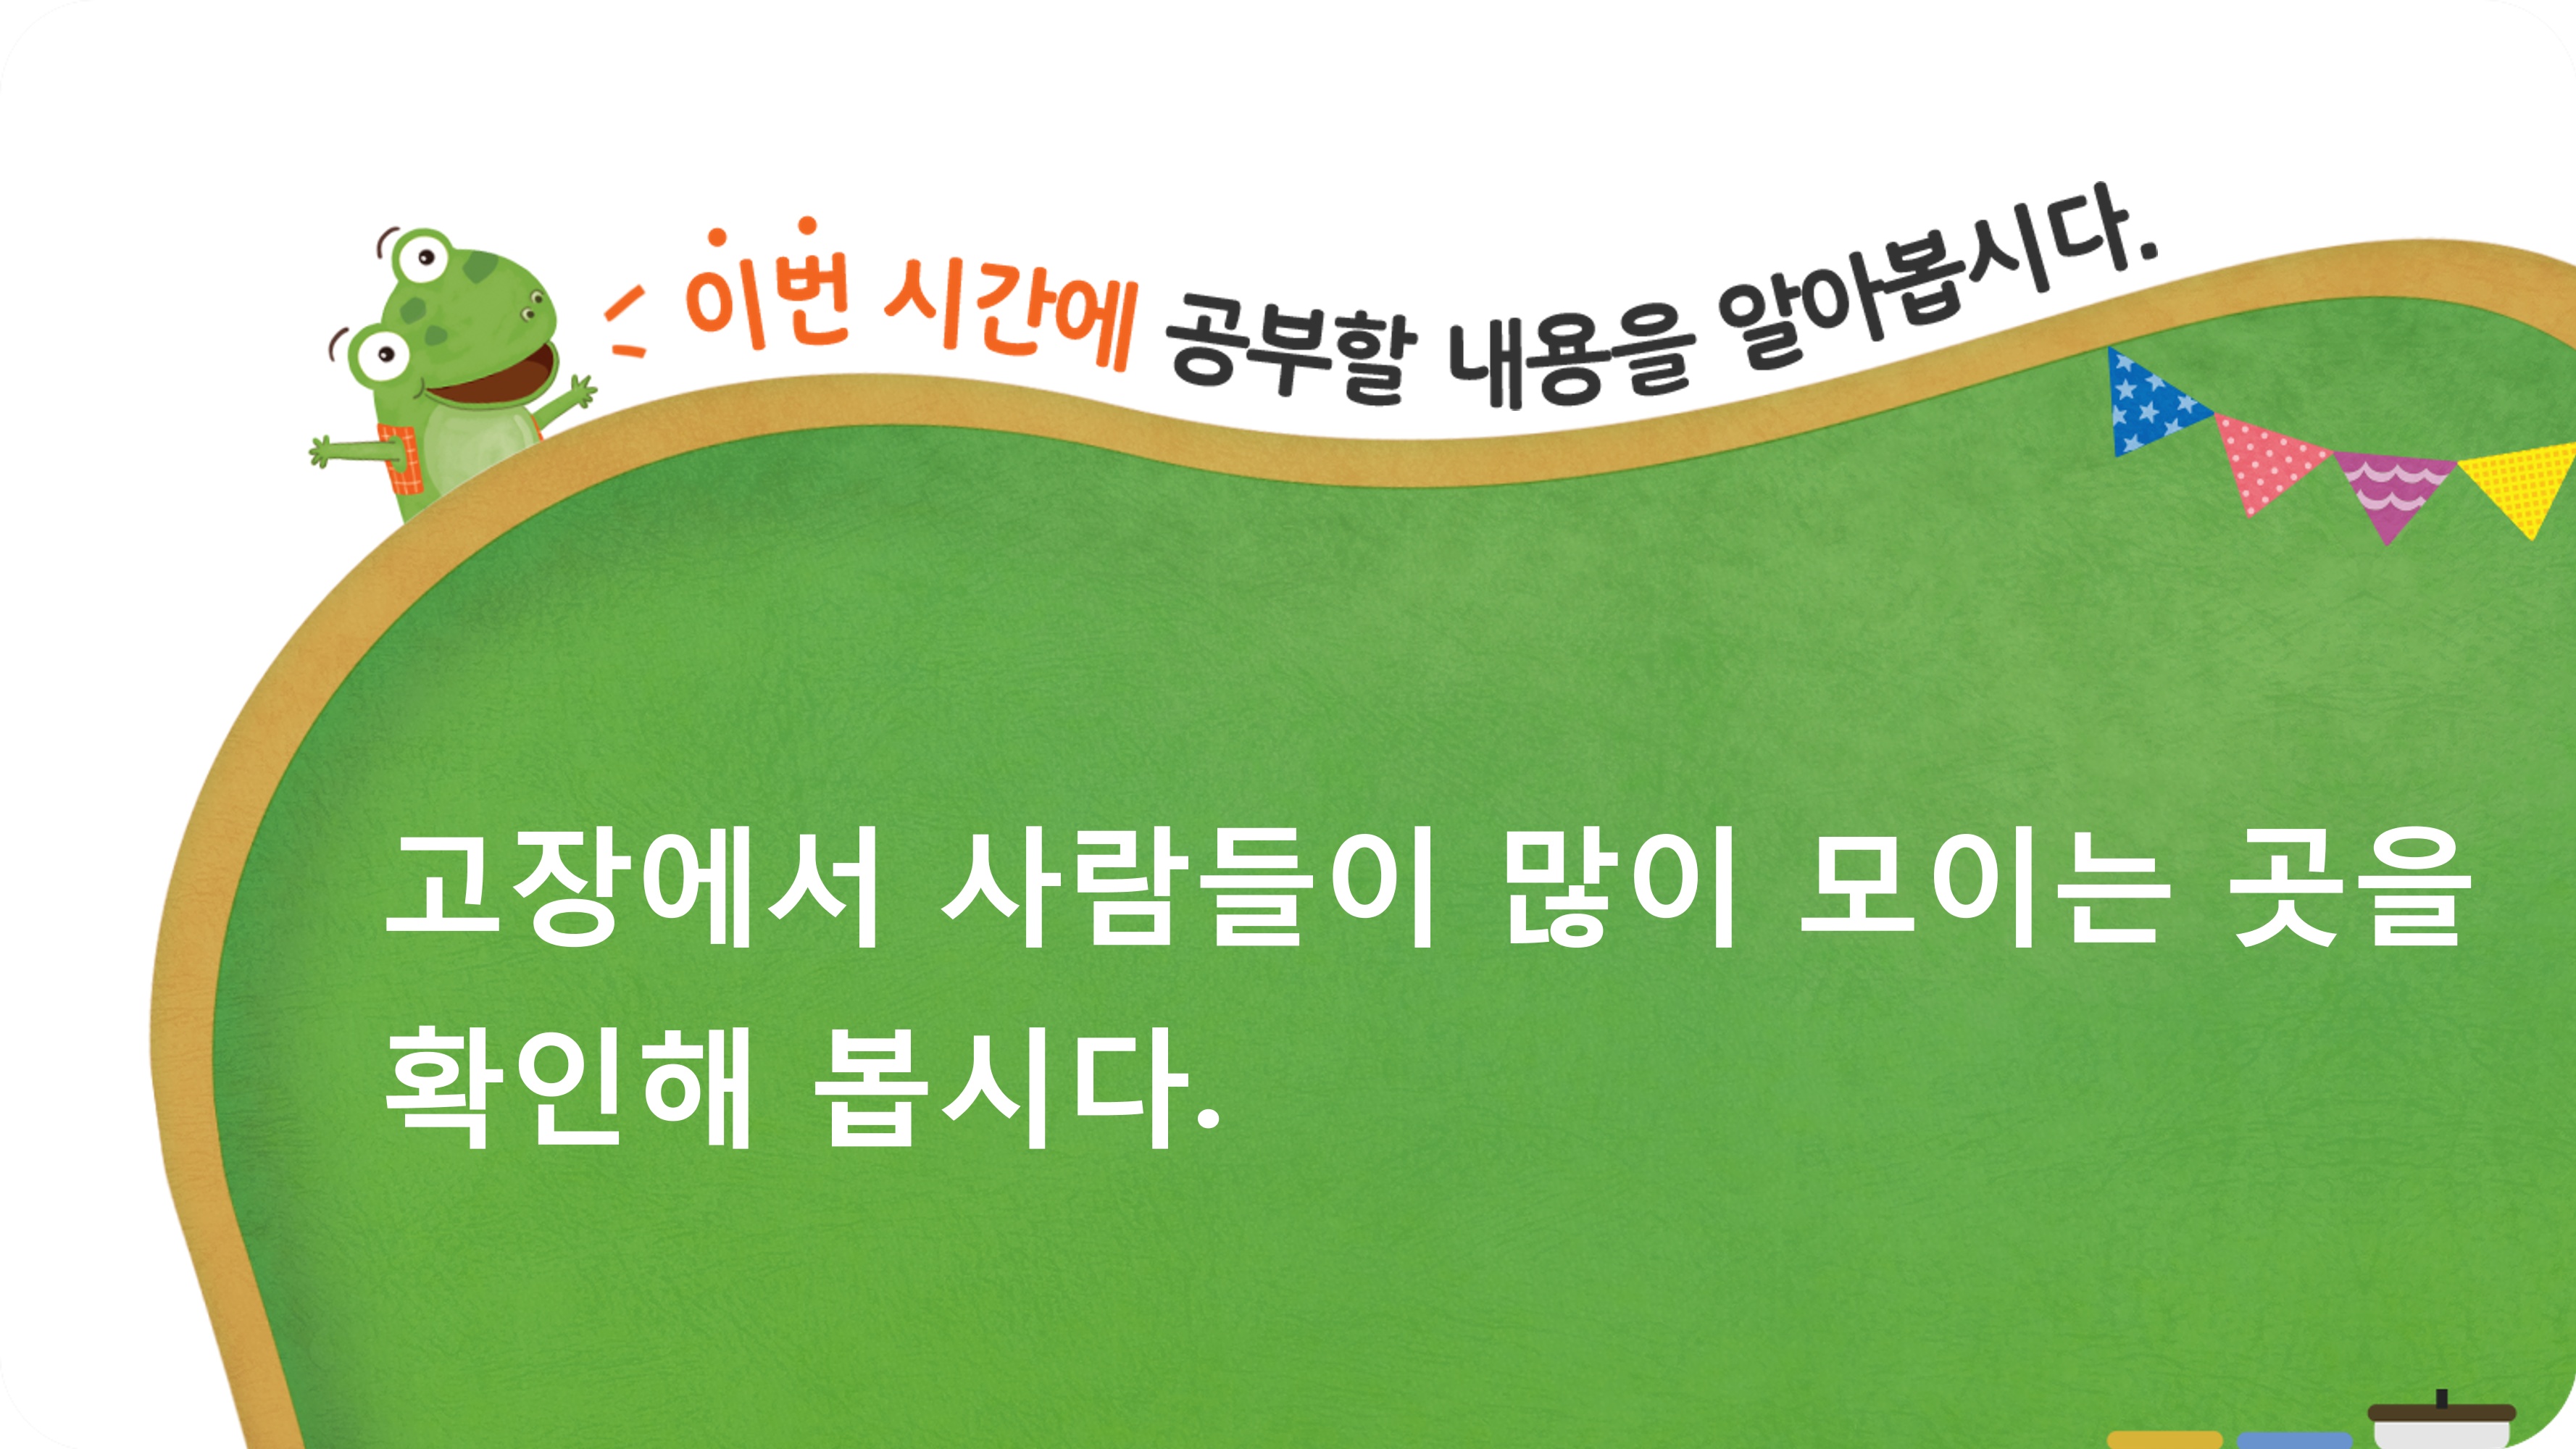 이번 시간에 공부할 내용을 알아봅시다.
고장에서 사람들이 많이 모이는 곳을
확인해 봅시다.